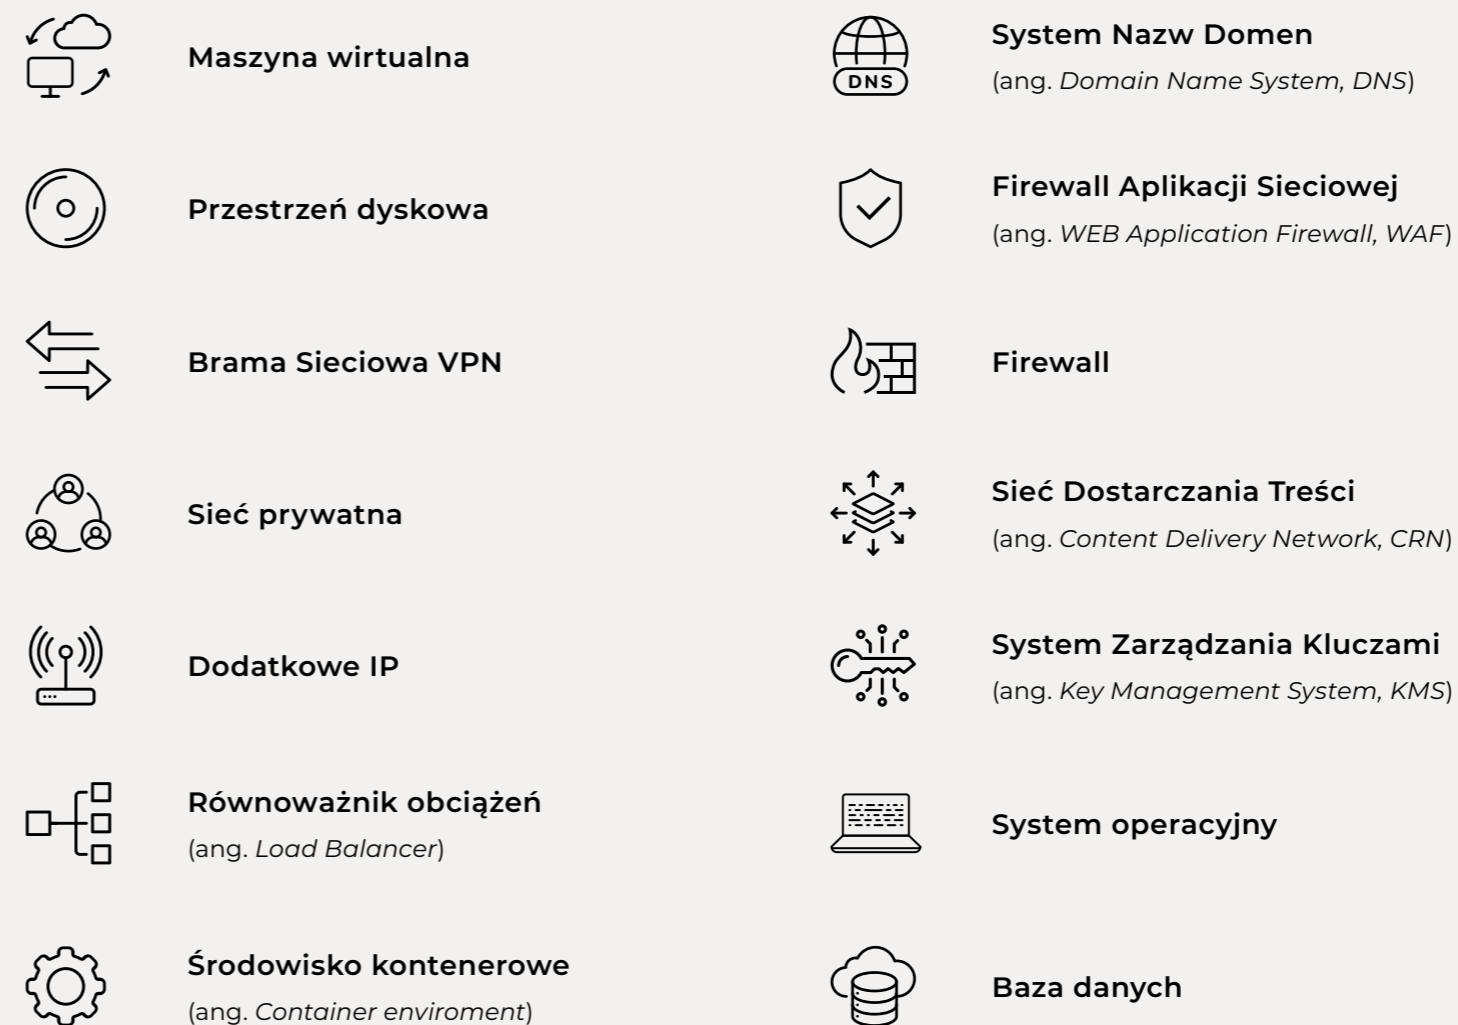 Maszyna wirtualna
Przestrzeń dyskowa
Brama Sieciowa VPN
Sieć prywatna
Dodatkowe IP
Równoważnik obciążeń
(ang. Load Balancer)
Środowisko kontenerowe
(ang. Container enviroment)
DNS
System Nazw Domen
(ang. Domain Name System, DNS)
Firewall Aplikacji Sieciowej
(ang. WEB Application Firewall, WAF)
Firewall
Sieć Dostarczania Treści
(ang. Content Delivery Network, CRN)
System Zarządzania Kluczami
(ang. Key Management System, KMS)
System operacyjny
Baza danych